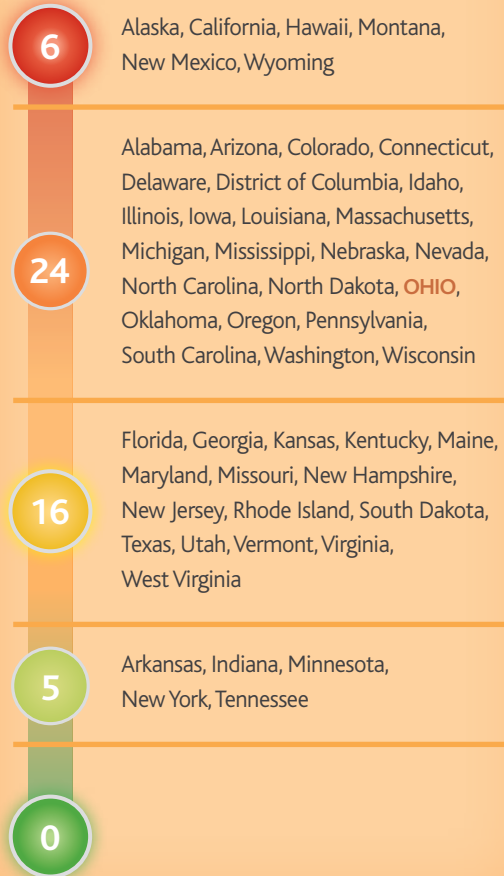 6
Alaska, California, Hawaii, Montana,
New Mexico, Wyoming
24
Alabama, Arizona, Colorado, Connecticut,
Delaware, District of Columbia, Idaho,
Illinois, Iowa, Louisiana, Massachusetts,
Michigan, Mississippi, Nebraska, Nevada,
North Carolina, North Dakota, OHIO,
Oklahoma, Oregon, Pennsylvania,
South Carolina, Washington, Wisconsin
16
Florida, Georgia, Kansas, Kentucky, Maine,
Maryland, Missouri, New Hampshire,
New Jersey, Rhode Island, South Dakota,
Texas, Utah, Vermont, Virginia,
West Virginia
5
Arkansas, Indiana, Minnesota,
New York, Tennessee
0